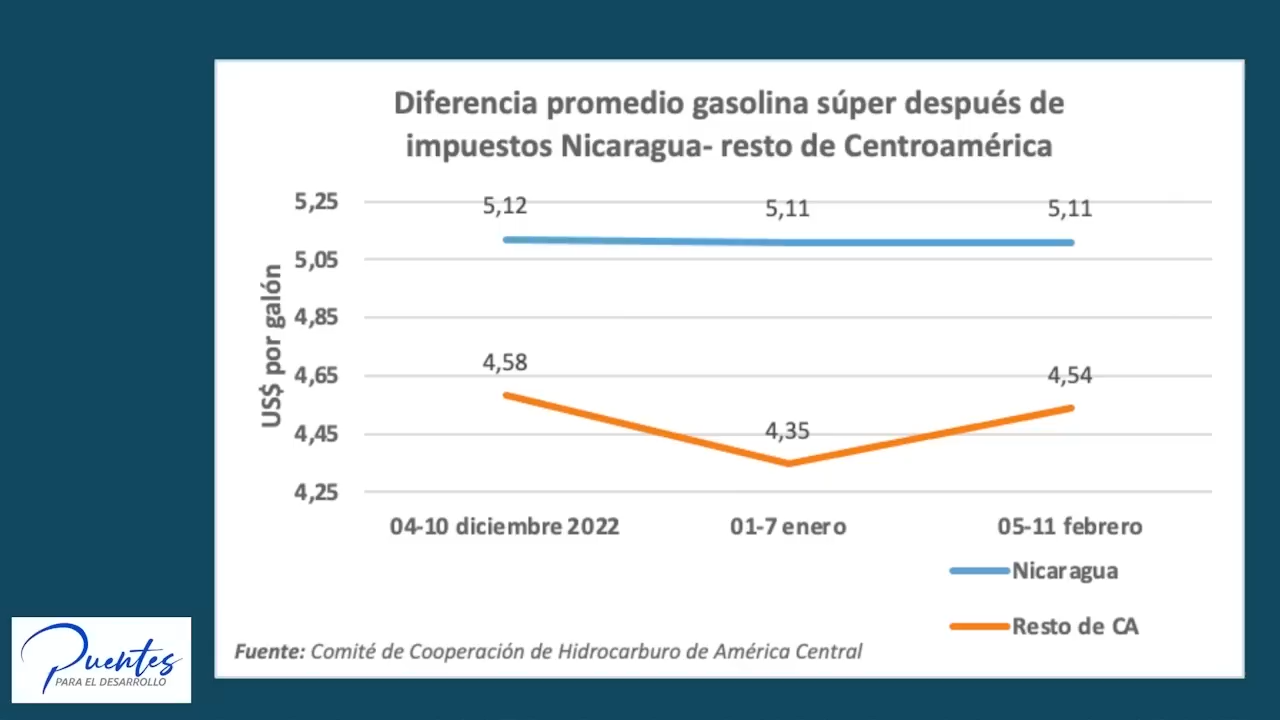 Diferencia promedio gasolina súper después de
impuestos Nicaragua- resto de Centroamérica
US$ por galón
5,25
5,05
4,85
4,65
4,45
4,25
5,12
5,11
5,11
4,58
4,35
4,54
04-10 diciembre 2022
01-7 enero
05-11 febrero
Nicaragua
Resto de CA
Fuente: Comité de Cooperación de Hidrocarburo de América Central
Puentes
PARA EL DESARROLLO